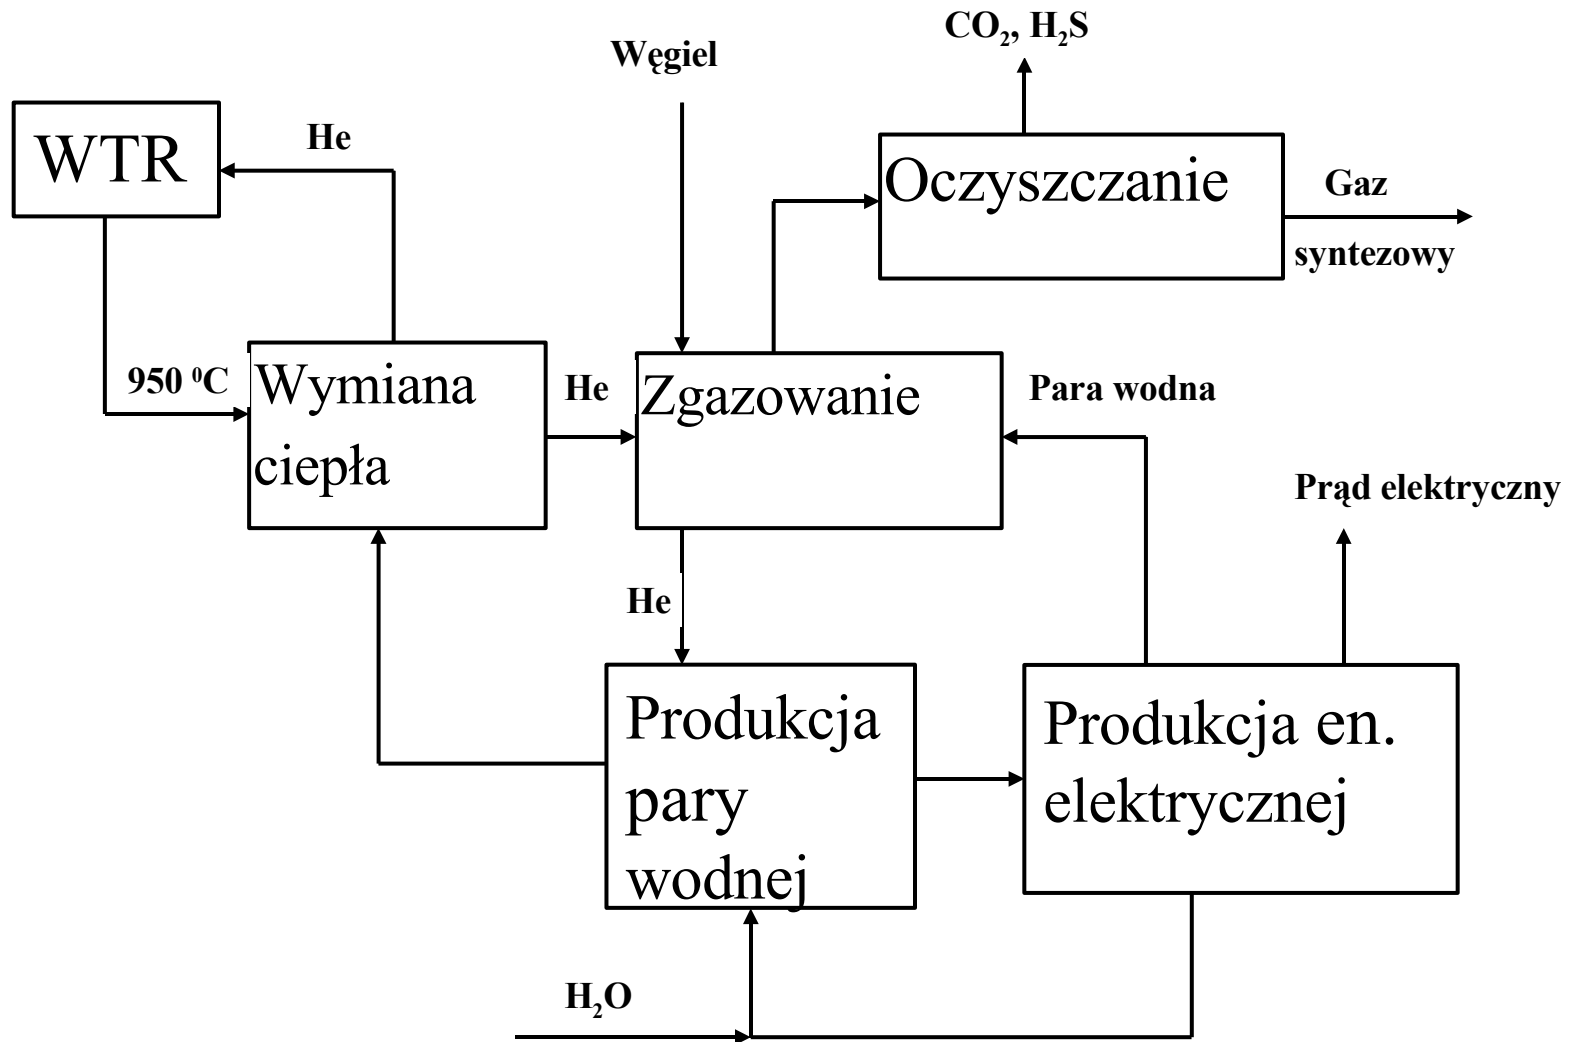 CO₂, H₂S
Węgiel
WTR
He
Oczyszczanie
Gaz
syntezowy
950 ⁰C
Wymiana
ciepła
He
Zgazowanie
Para wodna
Prąd elektryczny
He
Produkcja
pary
wodnej
Produkcja en.
elektrycznej
H₂O